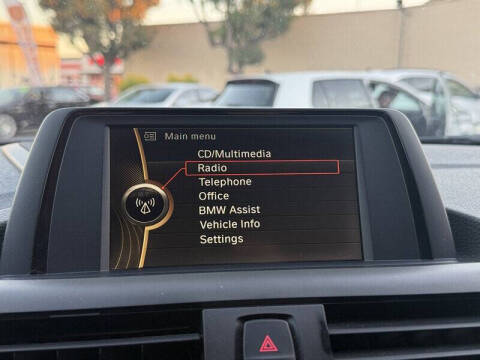 Main menu
CD/Multimedia
Radio
Telephone
Office
BMW Assist
Vehicle Info
Settings